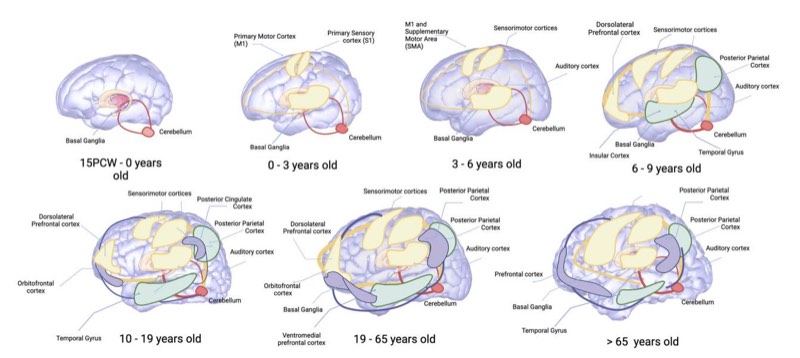 Basal Ganglia
Cerebellum
15PCW - 0 years
old
Primary Motor Cortex
(M1)
Primary Sensory
cortex (S1)
Basal Ganglia
Cerebellum
0 - 3 years old
M1 and
Supplementary
Motor Area
(SMA)
Sensorimotor cortices
Auditory cortex
Basal Ganglia
Cerebellum
3 - 6 years old
Dorsolateral
Prefrontal cortex
Sensorimotor cortices
Posterior Parietal
Cortex
Auditory cortex
Cerebellum
Basal Ganglia
Temporal Gyrus
Insular Cortex
6 - 9 years old
Sensorimotor cortices
Posterior Cingulate
Cortex
Dorsolateral
Prefrontal cortex
Posterior Parietal
Cortex
Auditory cortex
Orbitofrontal
cortex
Cerebellum
Temporal Gyrus
10 - 19 years old
Sensorimotor cortices
Posterior Parietal
Cortex
Dorsolateral
Prefrontal cortex
Posterior Parietal
Cortex
Auditory cortex
Orbitofrontal
cortex
Basal Ganglia
Cerebellum
Ventromedial
prefrontal cortex
19 - 65 years old
Posterior Parietal
Cortex
Posterior Parietal
Cortex
Auditory cortex
Prefrontal cortex
Basal Ganglia
Cerebellum
Temporal Gyrus
> 65 years old